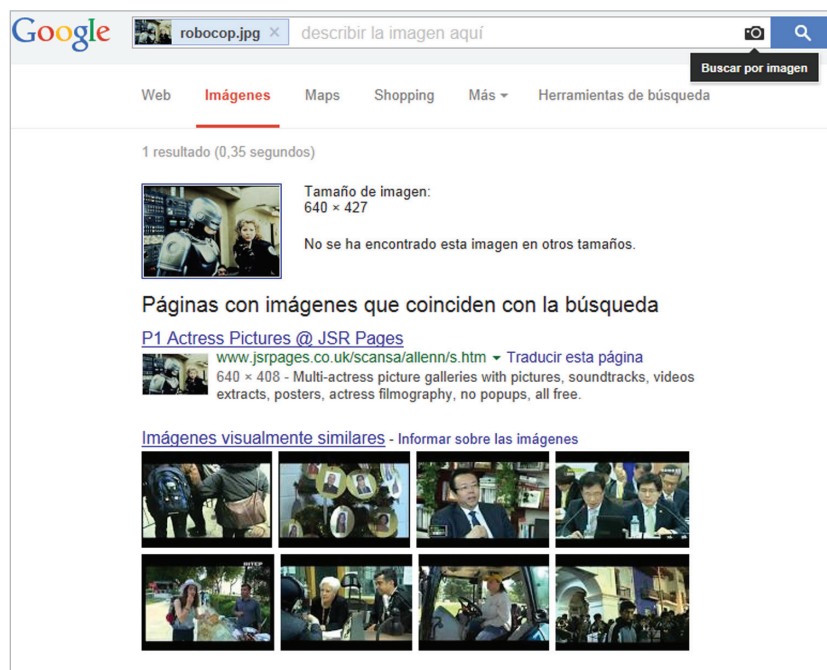 Google robocop.jpg × describir la imagen aquí
Buscar por imagen
Web Imágenes Maps Shopping Más Herramientas de búsqueda
1 resultado (0,35 segundos)
Tamaño de imagen:
640 × 427
No se ha encontrado esta imagen en otros tamaños.
Páginas con imágenes que coinciden con la búsqueda
P1 Actress Pictures @ JSR Pages
www.jsrpages.co.uk/scansa/allenn/s.htm Traducir esta página
640 × 408 - Multi-actress picture galleries with pictures, soundtracks, videos
extracts, posters, actress filmography, no popups, all free.
Imágenes visualmente similares - Informar sobre las imágenes